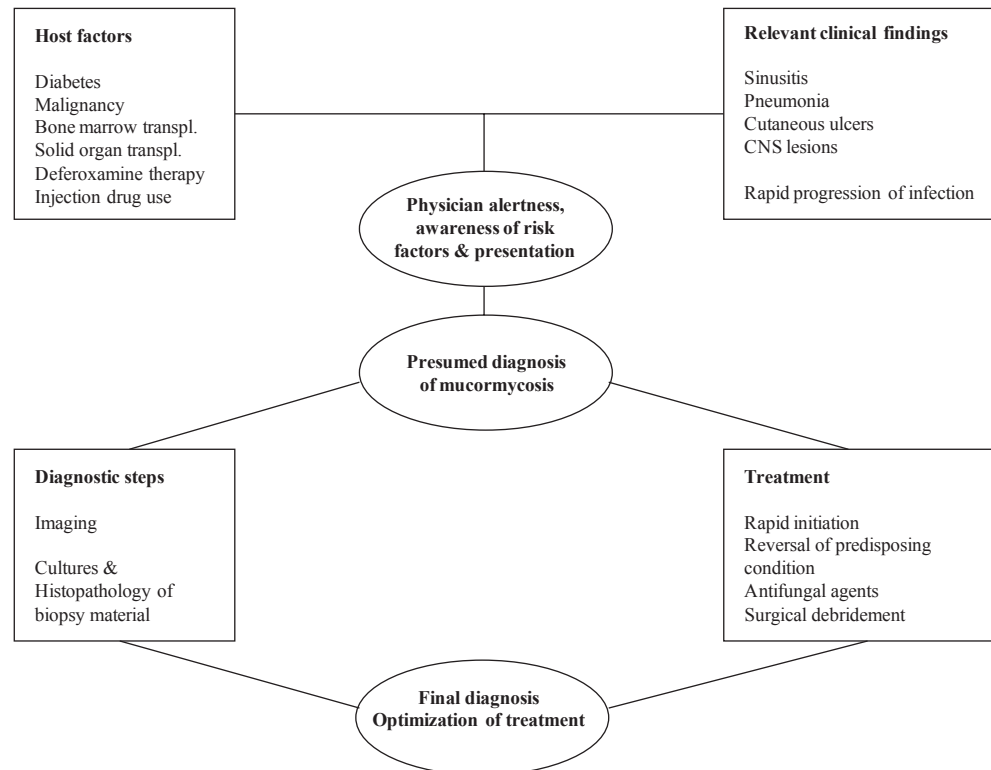 Host factors
Diabetes
Malignancy
Bone marrow transpl.
Solid organ transpl.
Deferoxamine therapy
Injection drug use
Relevant clinical findings
Sinusitis
Pneumonia
Cutaneous ulcers
CNS lesions
Rapid progression of infection
Physician alertness,
awareness of risk
factors & presentation
Presumed diagnosis
of mucormycosis
Diagnostic steps
Imaging
Cultures &
Histopathology of
biopsy material
Treatment
Rapid initiation
Reversal of predisposing
condition
Antifungal agents
Surgical debridement
Final diagnosis
Optimization of treatment